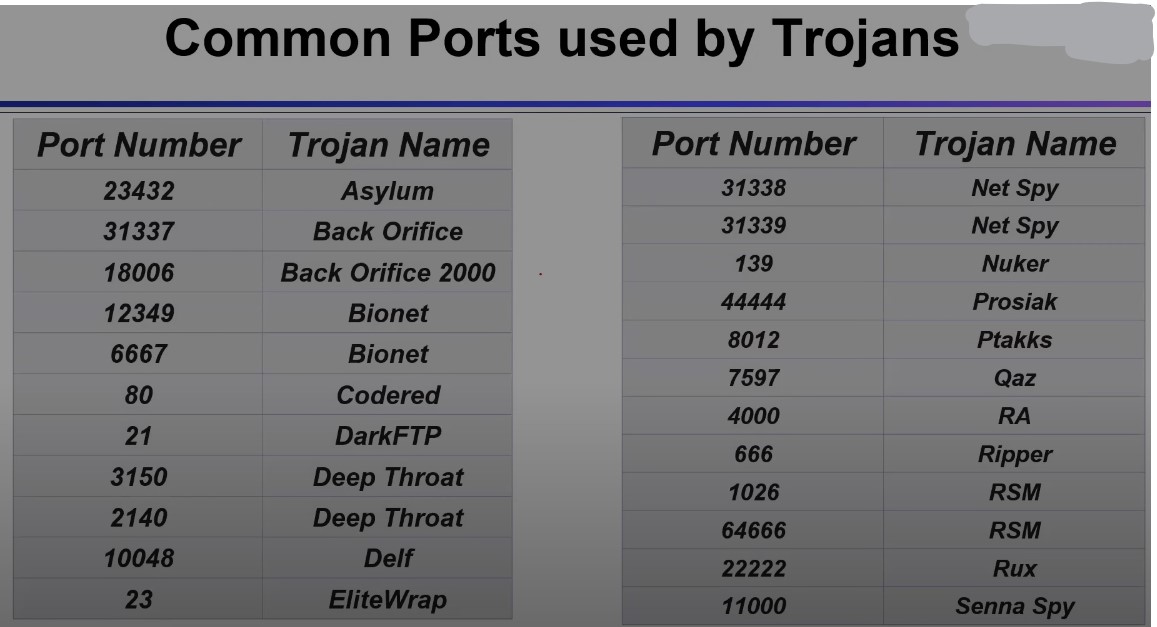 Common Ports used by Trojans
Port Number Trojan Name
23432 Asylum
31337 Back Orifice
18006 Back Orifice 2000
12349 Bionet
6667 Bionet
80 Codered
21 DarkFTP
3150 Deep Throat
2140 Deep Throat
10048 Delf
23 EliteWrap
Port Number Trojan Name
31338 Net Spy
31339 Net Spy
139 Nuker
44444 Prosiak
8012 Ptakks
7597 Qaz
4000 RA
666 Ripper
1026 RSM
64666 RSM
22222 Rux
11000 Senna Spy